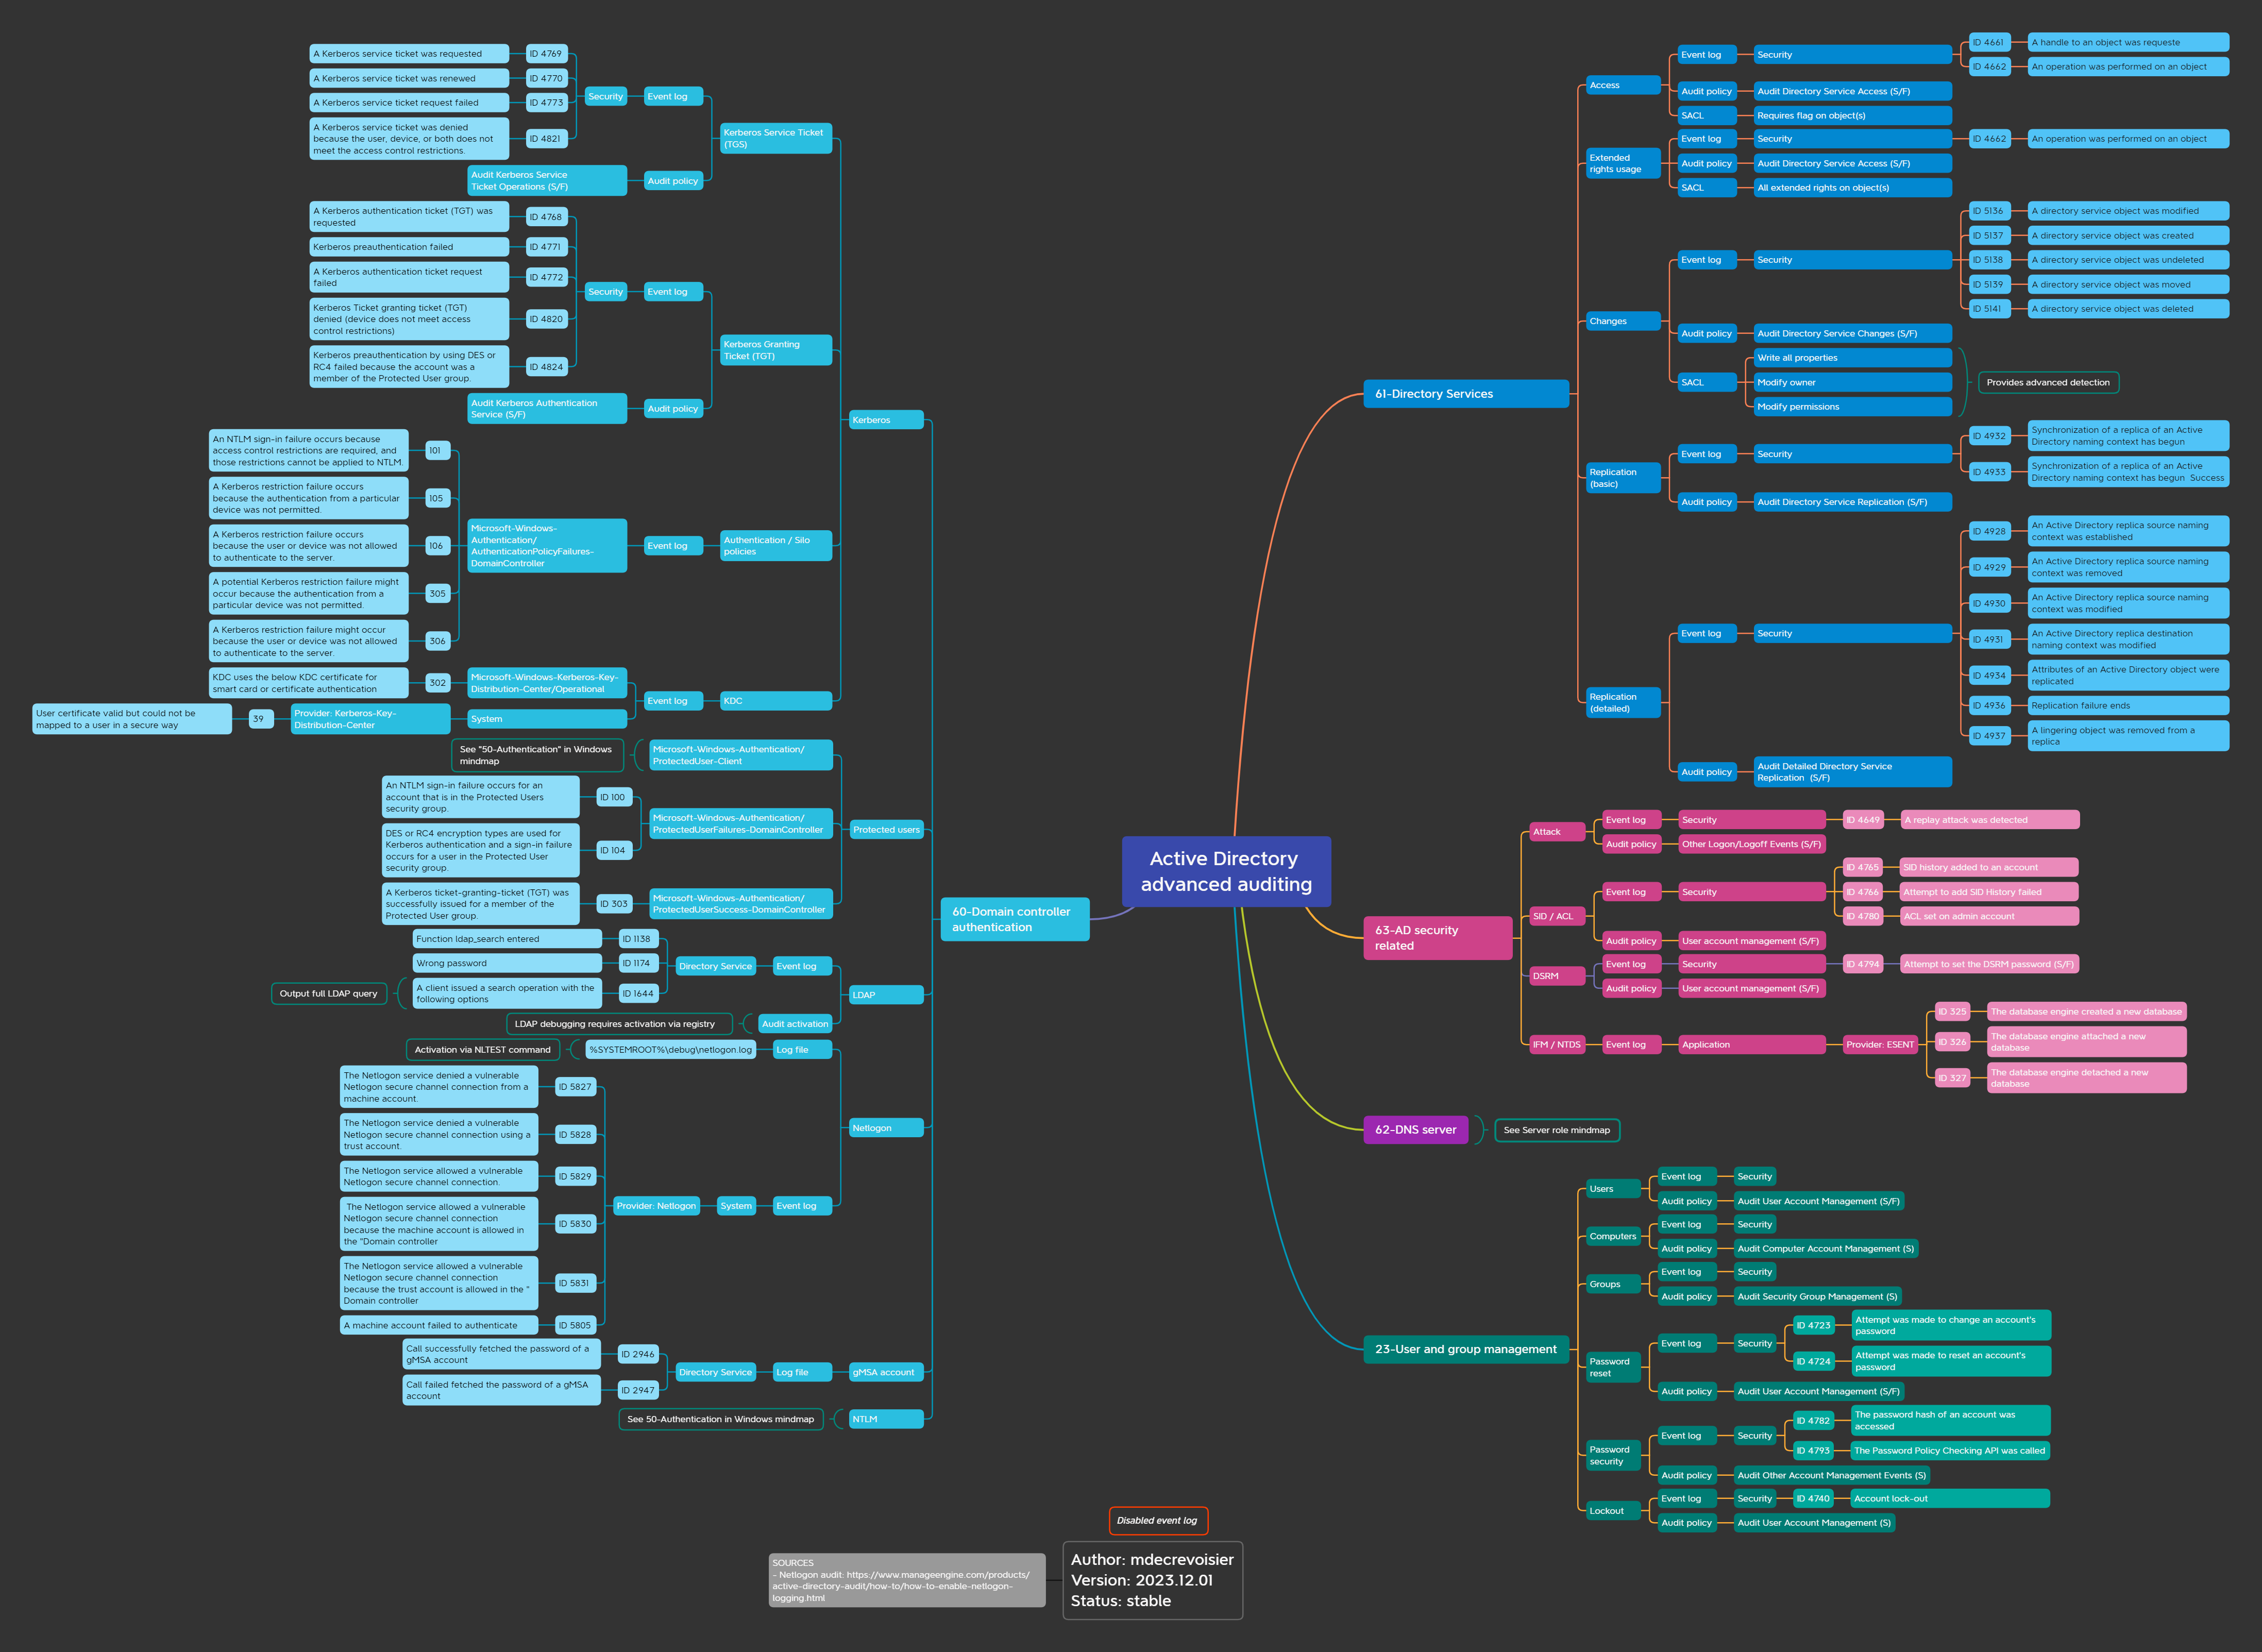 Active Directory
advanced auditing
60-Domain controller
authentication
Kerberos
Kerberos Service Ticket
(TGS)
Event log
Security
ID 4769
A Kerberos service ticket was requested
ID 4770
A Kerberos service ticket was renewed
ID 4773
A Kerberos service ticket request failed
ID 4821
A Kerberos service ticket was denied
because the user, device, or both does not
meet the access control restrictions.
Audit policy
Audit Kerberos Service
Ticket Operations (S/F)
Kerberos Granting
Ticket (TGT)
Event log
Security
ID 4768
A Kerberos authentication ticket (TGT) was
requested
ID 4771
Kerberos preauthentication failed
ID 4772
A Kerberos authentication ticket request
failed
ID 4820
Kerberos Ticket granting ticket (TGT)
denied (device does not meet access
control restrictions)
ID 4824
Kerberos preauthentication by using DES or
RC4 failed because the account was a
member of the Protected User group.
Audit policy
Audit Kerberos Authentication
Service (S/F)
Authentication / Silo
policies
Event log
Microsoft-Windows-
Authentication/
AuthenticationPolicyFailures-
DomainController
101
An NTLM sign-in failure occurs because
access control restrictions are required, and
those restrictions cannot be applied to NTLM.
105
A Kerberos restriction failure occurs
because the authentication from a particular
device was not permitted.
106
A Kerberos restriction failure occurs
because the user or device was not allowed
to authenticate to the server.
305
A potential Kerberos restriction failure might
occur because the authentication from a
particular device was not permitted.
306
A Kerberos restriction failure might occur
because the user or device was not allowed
to authenticate to the server.
KDC
Event log
Microsoft-Windows-Kerberos-Key-
Distribution-Center/Operational
302
KDC uses the below KDC certificate for
smart card or certificate authentication
System
Provider: Kerberos-Key-
Distribution-Center
39
User certificate valid but could not be
mapped to a user in a secure way
Protected users
Microsoft-Windows-Authentication/
ProtectedUser-Client
See "50-Authentication" in Windows
mindmap
Microsoft-Windows-Authentication/
ProtectedUserFailures-DomainController
ID 100
An NTLM sign-in failure occurs for an
account that is in the Protected Users
security group.
ID 104
DES or RC4 encryption types are used for
Kerberos authentication and a sign-in failure
occurs for a user in the Protected User
security group.
Microsoft-Windows-Authentication/
ProtectedUserSuccess-DomainController
ID 303
A Kerberos ticket-granting-ticket (TGT) was
successfully issued for a member of the
Protected User group.
LDAP
Event log
Directory Service
ID 1138
Function ldap_search entered
ID 1174
Wrong password
ID 1644
A client issued a search operation with the
following options
Output full LDAP query
Audit activation
LDAP debugging requires activation via registry
Netlogon
Log file
%SYSTEMROOT%\debug\netlogon.log
Activation via NLTEST command
Event log
System
Provider: Netlogon
ID 5827
The Netlogon service denied a vulnerable
Netlogon secure channel connection from a
machine account.
ID 5828
The Netlogon service denied a vulnerable
Netlogon secure channel connection using a
trust account.
ID 5829
The Netlogon service allowed a vulnerable
Netlogon secure channel connection.
ID 5830
The Netlogon service allowed a vulnerable
Netlogon secure channel connection
because the machine account is allowed in
the "Domain controller
ID 5831
The Netlogon service allowed a vulnerable
Netlogon secure channel connection
because the trust account is allowed in the "
Domain controller
ID 5805
A machine account failed to authenticate
gMSA account
Log file
Directory Service
ID 2946
Call successfully fetched the password of a
gMSA account
ID 2947
Call failed fetched the password of a gMSA
account
NTLM
See 50-Authentication in Windows mindmap
61-Directory Services
Access
Event log
Security
ID 4661
A handle to an object was requeste
ID 4662
An operation was performed on an object
Audit policy
Audit Directory Service Access (S/F)
SACL
Requires flag on object(s)
Extended
rights usage
Event log
Security
ID 4662
An operation was performed on an object
Audit policy
Audit Directory Service Access (S/F)
SACL
All extended rights on object(s)
Changes
Event log
Security
ID 5136
A directory service object was modified
ID 5137
A directory service object was created
ID 5138
A directory service object was undeleted
ID 5139
A directory service object was moved
ID 5141
A directory service object was deleted
Audit policy
Audit Directory Service Changes (S/F)
SACL
Write all properties
Modify owner
Modify permissions
Provides advanced detection
Replication
(basic)
Event log
Security
ID 4932
Synchronization of a replica of an Active
Directory naming context has begun
ID 4933
Synchronization of a replica of an Active
Directory naming context has begun  Success
Audit policy
Audit Directory Service Replication (S/F)
Replication
(detailed)
Event log
Security
ID 4928
An Active Directory replica source naming
context was established
ID 4929
An Active Directory replica source naming
context was removed
ID 4930
An Active Directory replica source naming
context was modified
ID 4931
An Active Directory replica destination
naming context was modified
ID 4934
Attributes of an Active Directory object were
replicated
ID 4936
Replication failure ends
ID 4937
A lingering object was removed from a
replica
Audit policy
Audit Detailed Directory Service
Replication  (S/F)
63-AD security
related
Attack
Event log
Security
ID 4649
A replay attack was detected
Audit policy
Other Logon/Logoff Events (S/F)
SID / ACL
Event log
Security
ID 4765
SID history added to an account
ID 4766
Attempt to add SID History failed
ID 4780
ACL set on admin account
Audit policy
User account management (S/F)
DSRM
Event log
Security
ID 4794
Attempt to set the DSRM password (S/F)
Audit policy
User account management (S/F)
IFM / NTDS
Event log
Application
Provider: ESENT
ID 325
The database engine created a new database
ID 326
The database engine attached a new
database
ID 327
The database engine detached a new
database
62-DNS server
See Server role mindmap
23-User and group management
Users
Event log
Security
Audit policy
Audit User Account Management (S/F)
Computers
Event log
Security
Audit policy
Audit Computer Account Management (S)
Groups
Event log
Security
Audit policy
Audit Security Group Management (S)
Password
reset
Event log
Security
ID 4723
Attempt was made to change an account's
password
ID 4724
Attempt was made to reset an account's
password
Audit policy
Audit User Account Management (S/F)
Password
security
Event log
Security
ID 4782
The password hash of an account was
accessed
ID 4793
The Password Policy Checking API was called
Audit policy
Audit Other Account Management Events (S)
Lockout
Event log
Security
ID 4740
Account lock-out
Audit policy
Audit User Account Management (S)
Disabled event log
Author: mdecrevoisier
Version: 2023.12.01
Status: stable
SOURCES
- Netlogon audit: https://www.manageengine.com/products/
active-directory-audit/how-to/how-to-enable-netlogon-
logging.html